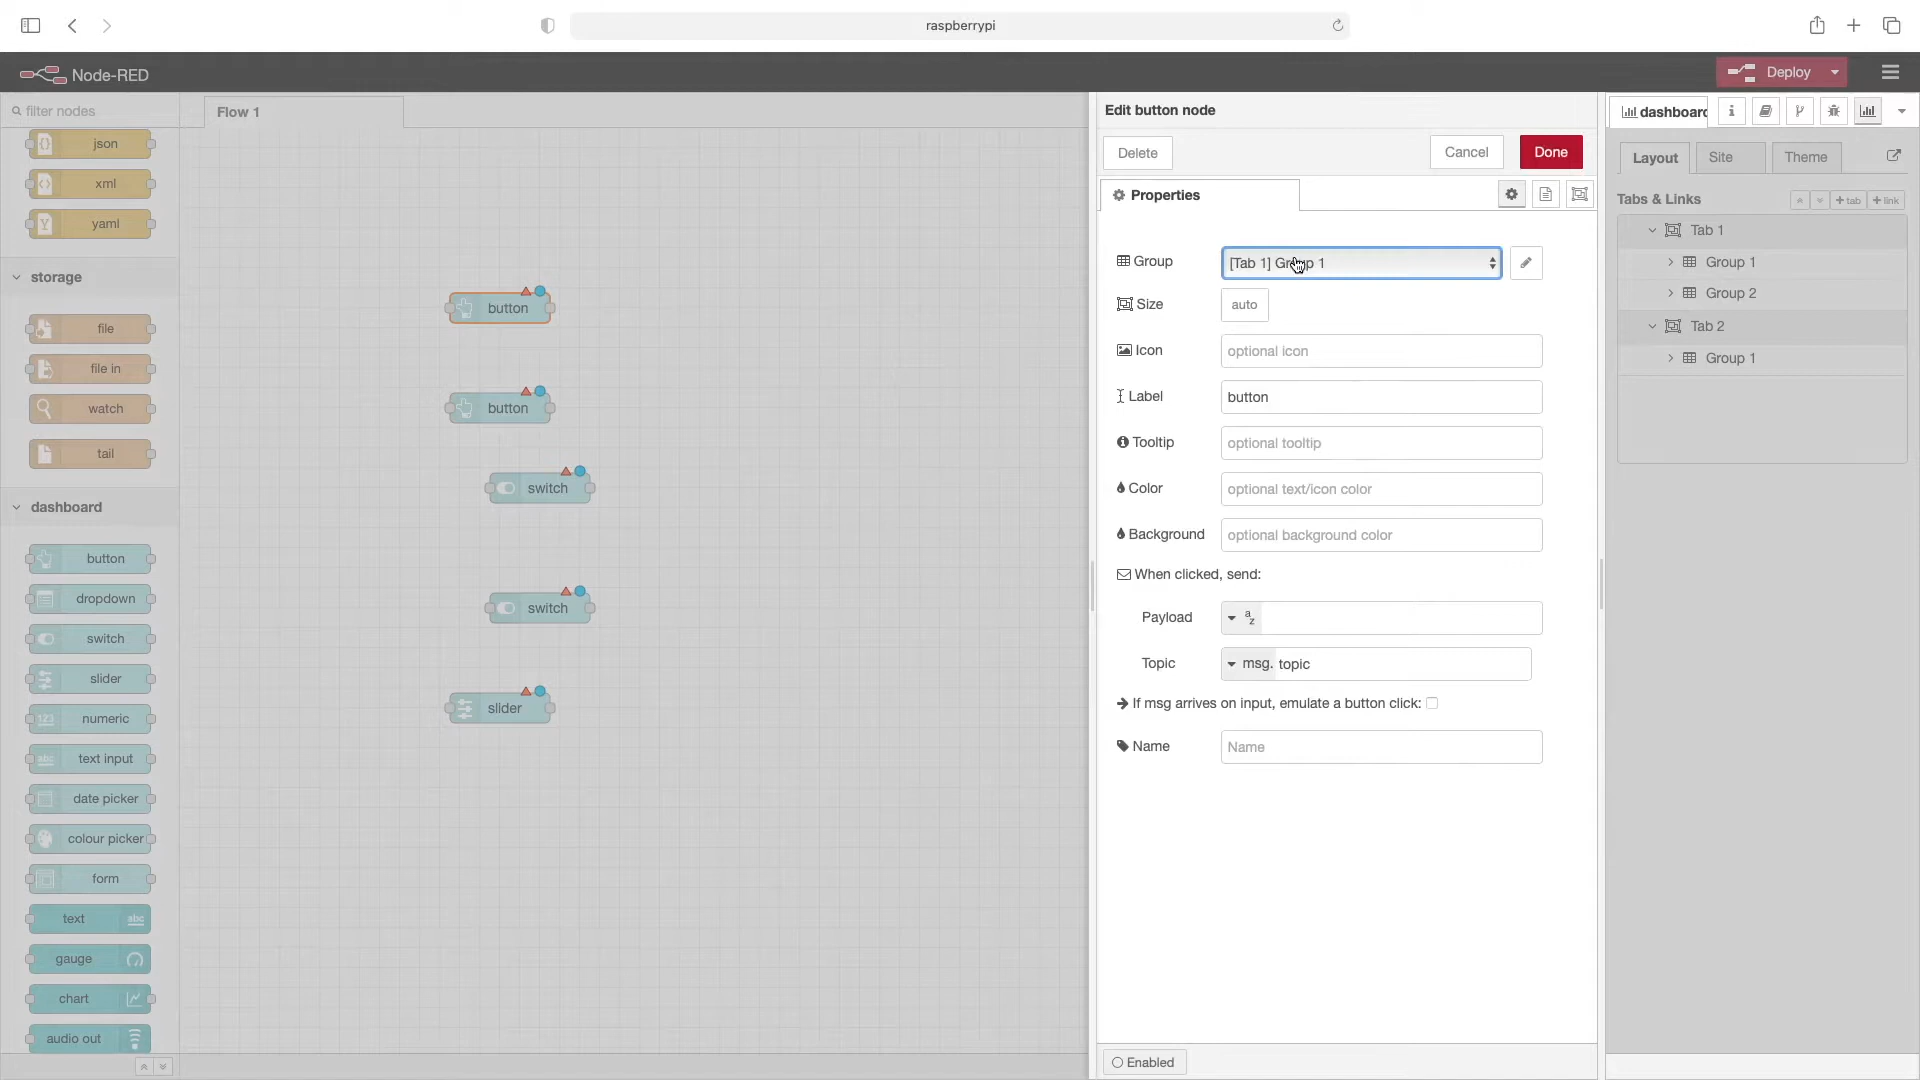 raspberrypi
Node-RED
Deploy
filter nodes
json
xml
yaml
storage
file
file in
watch
tail
dashboard
button
dropdown
switch
slider
numeric
text input
date picker
colour picker
form
text
abc
gauge
chart
audio out
Flow 1
button
button
switch
switch
slider
Edit button node
Delete
Cancel
Done
Properties
Group
[Tab 1] Group 1
Size
auto
Icon
optional icon
Label
button
Tooltip
optional tooltip
Color
optional text/icon color
Background
optional background color
When clicked, send:
Payload
a z
Topic
msg. topic
If msg arrives on input, emulate a button click:
Name
Name
Enabled
dashboard
Layout
Site
Theme
Tabs & Links
+ tab
+ link
Tab 1
Group 1
Group 2
Tab 2
Group 1